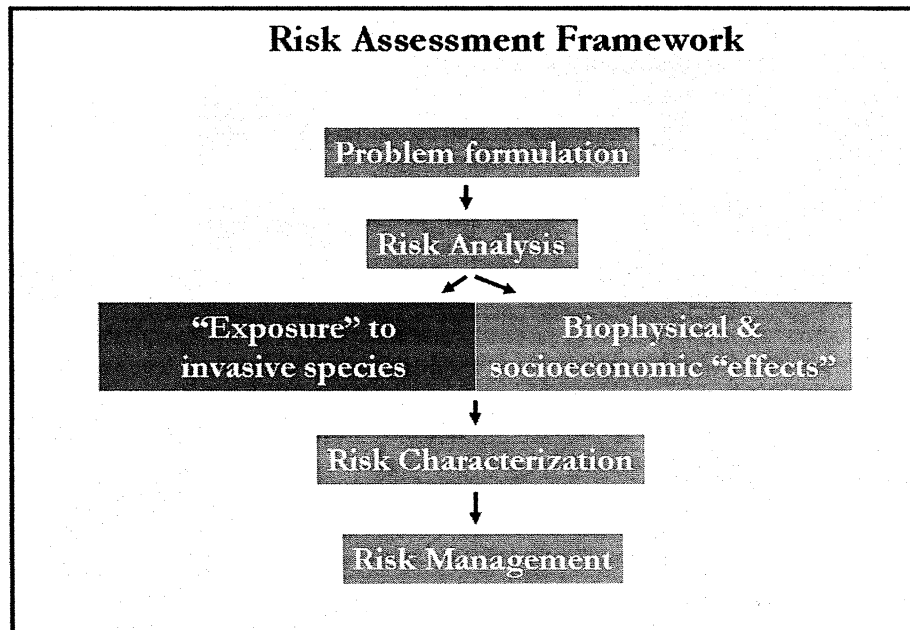 Risk Assessment Framework
Problem formulation
Risk Analysis
“Exposure” to
invasive species
Biophysical &
socioeconomic “effects”
Risk Characterization
Risk Management